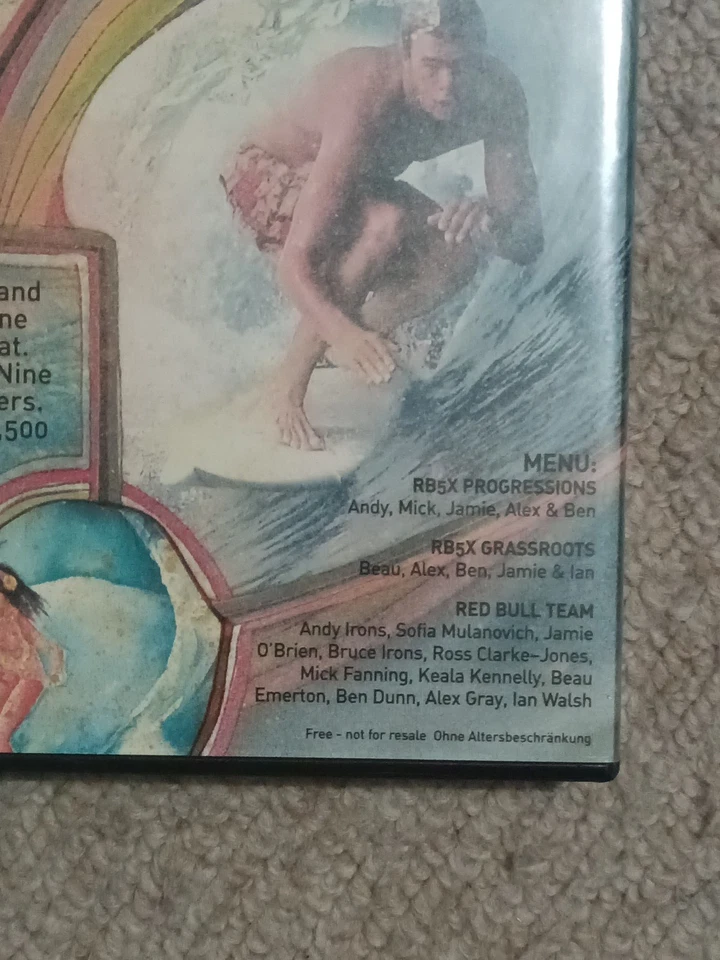 and
ne
at.
Nine
ers.
,500
MENU:
RB5X PROGRESSIONS
Andy, Mick, Jamie, Alex & Ben
RB5X GRASSROOTS
Beau, Alex, Ben, Jamie & Ian
RED BULL TEAM
Andy Irons, Sofia Mulanovich, Jamie
O'Brien, Bruce Irons, Ross Clarke-Jones,
Mick Fanning, Keala Kennelly, Beau
Emerton, Ben Dunn, Alex Gray, Ian Walsh
Free - not for resale Ohne Altersbeschränkung